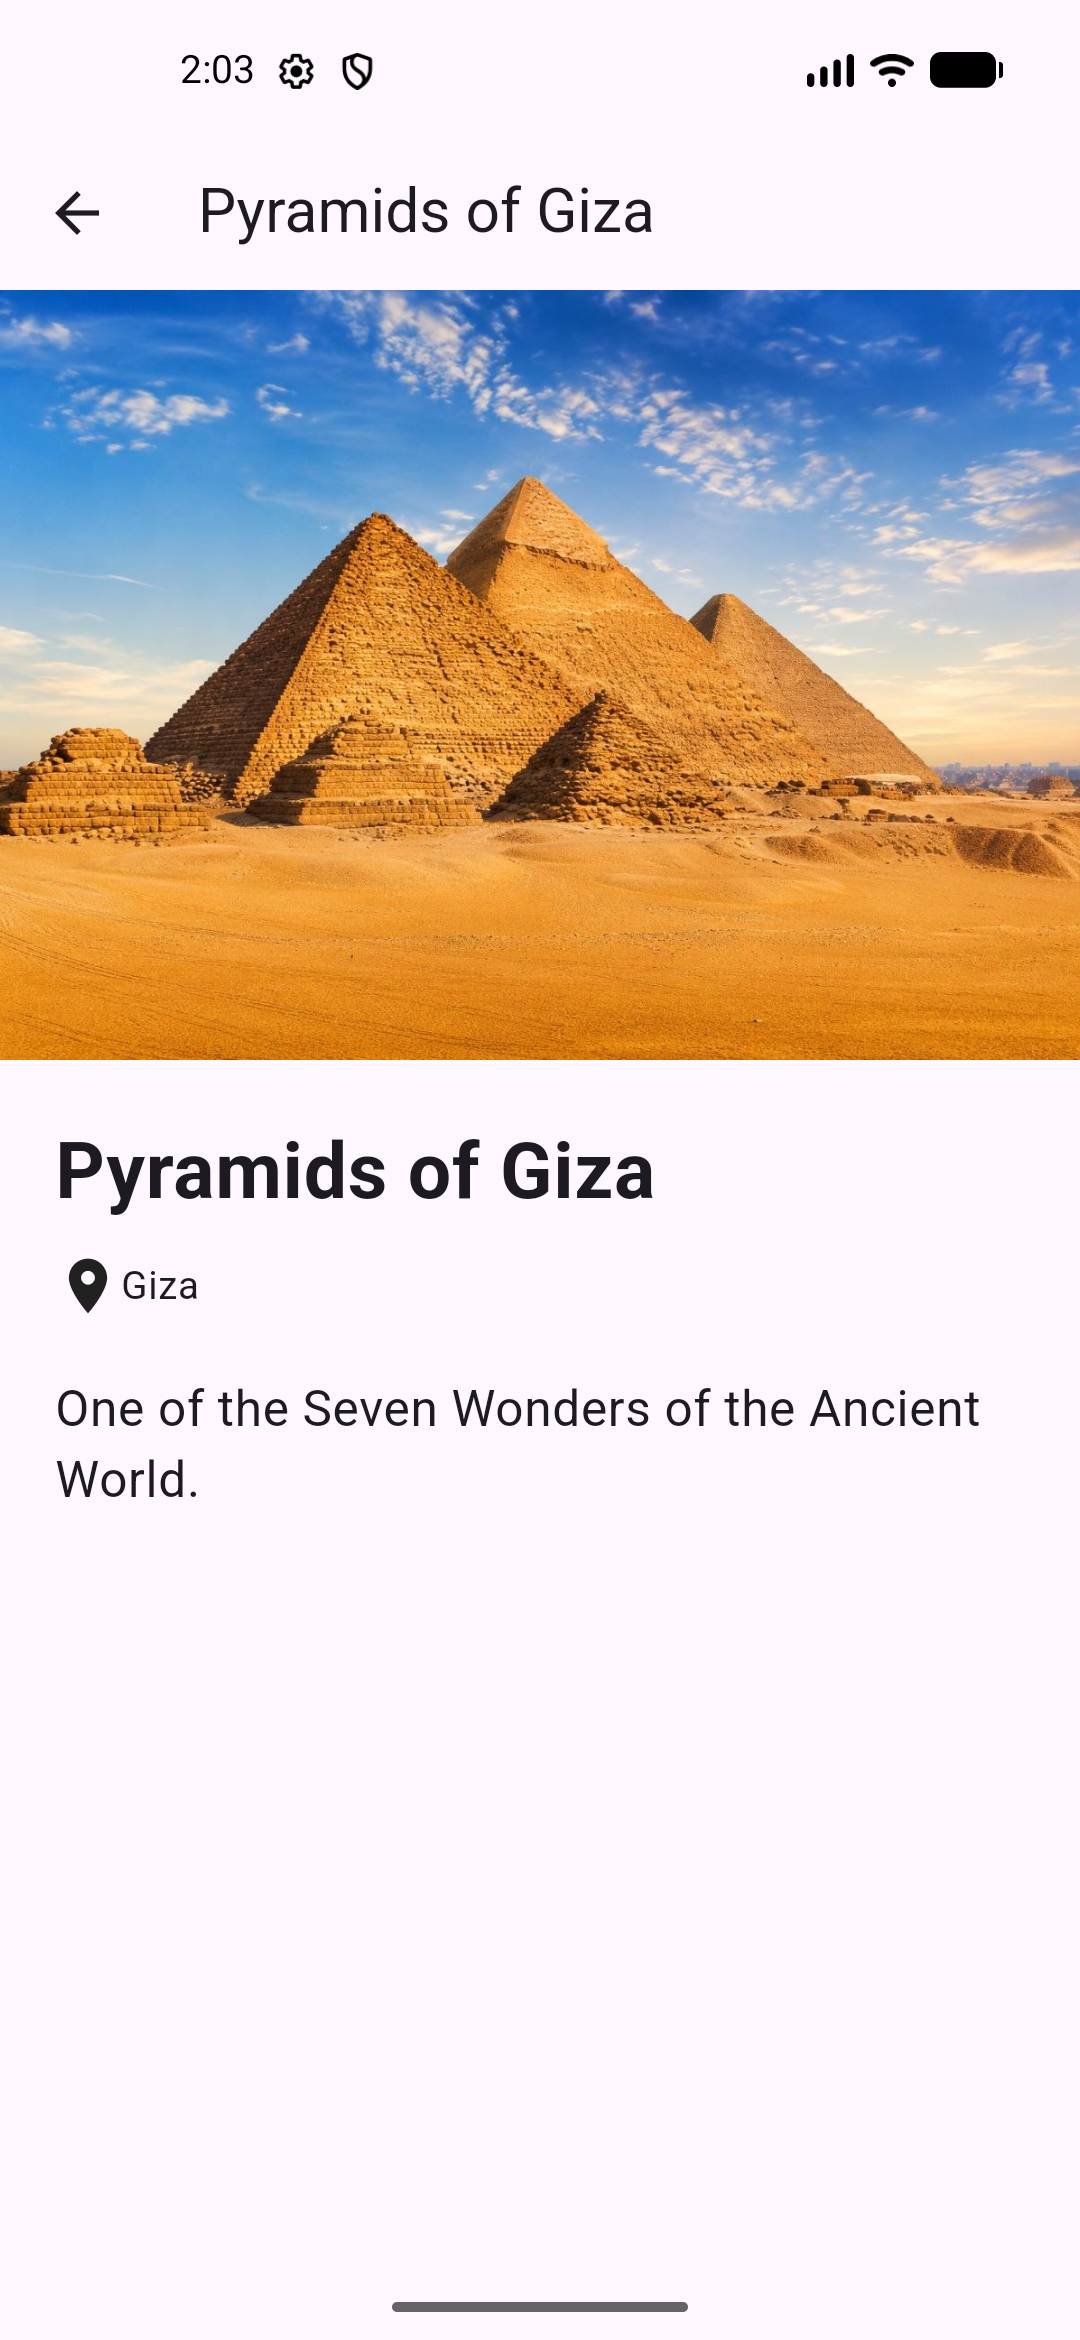 2:03
Pyramids of Giza
Pyramids of Giza
Giza
One of the Seven Wonders of the Ancient
World.